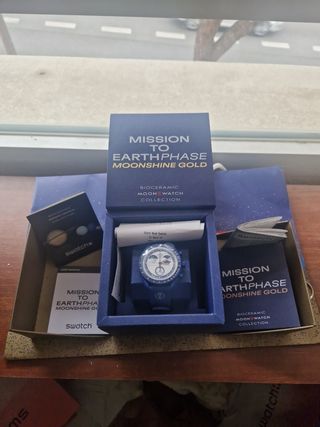 MISSION
TO
EARTHPHASE
MOONSHINE GOLD
BIOCERAMIC
MOONSWATCH
COLLECTION
swatch
MISSION
TO
EARTHPHASE
MOONSHINE GOLD
swatch
MISSION
TO
EARTHPHASE
MOONSHINE GOLD
BIOCERAMIC
MOONSWATCH
COLLECTION